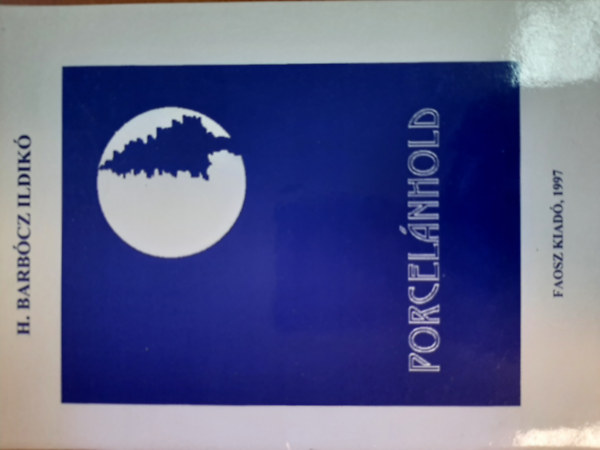 H. BARBÓCZ ILDIKÓ
PORCELÁNHOLD
FAOSZ KIADÓ, 1997